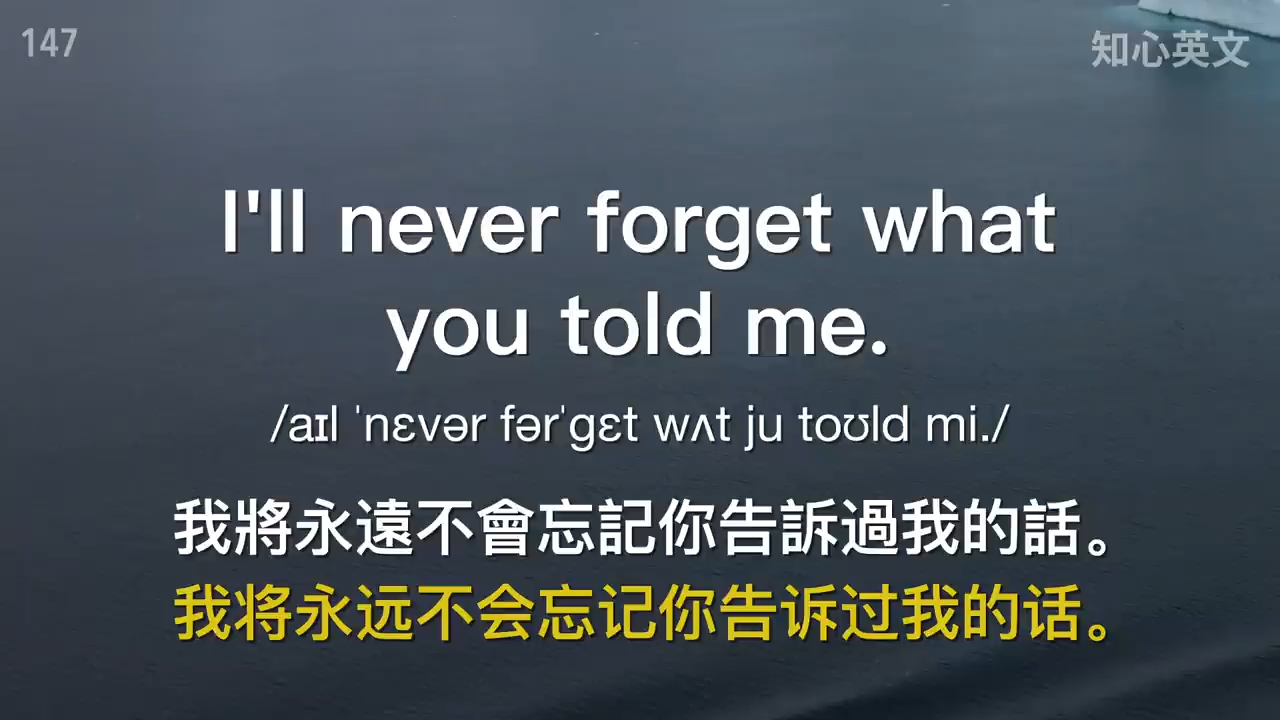 147
知心英文
I'll never forget what
you told me.
/aɪl ˈnɛvər fərˈgɛt wʌt ju toʊld mi./
我將永遠不會忘記你告訴過我的話。
我将永远不会忘记你告诉过我的话。